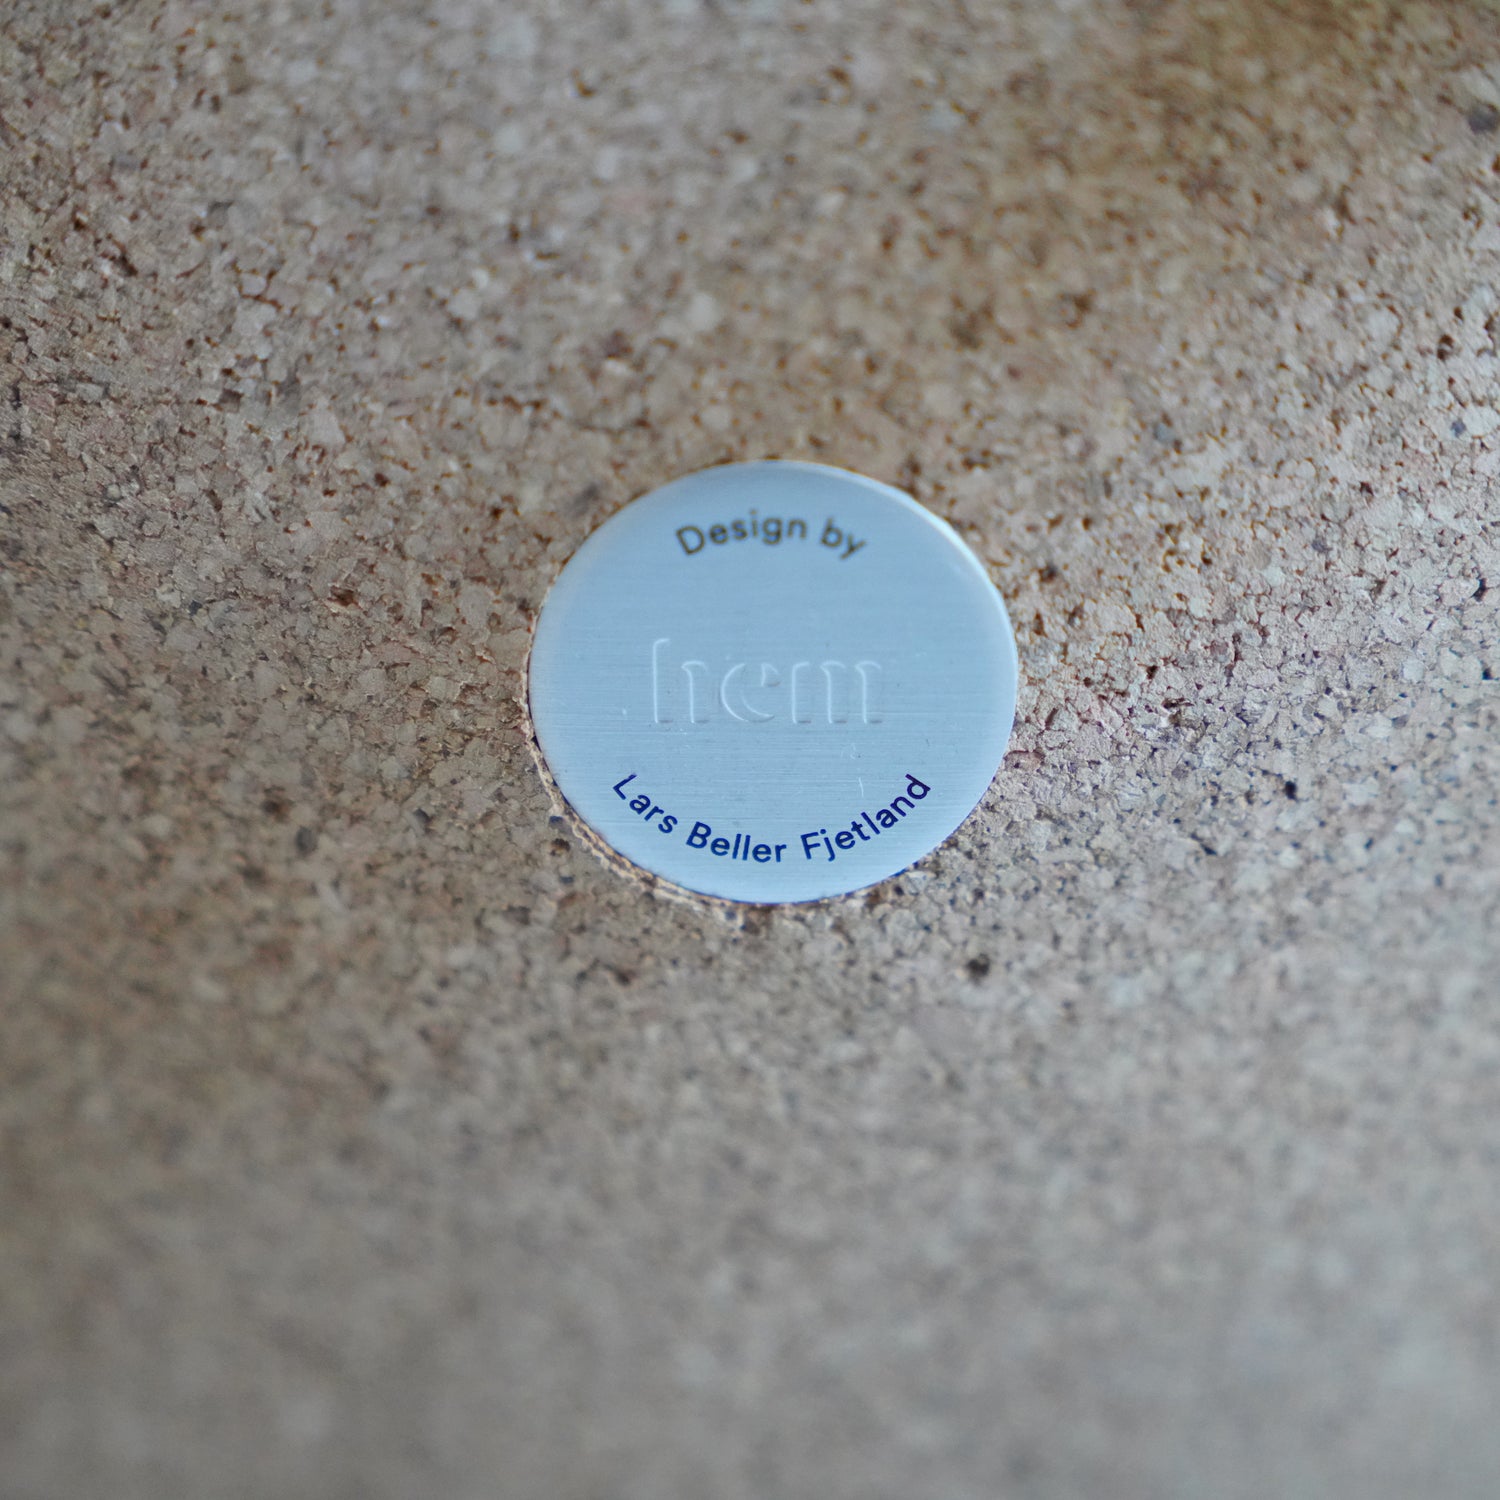 Design by
hem
Lars Beller Fjetland